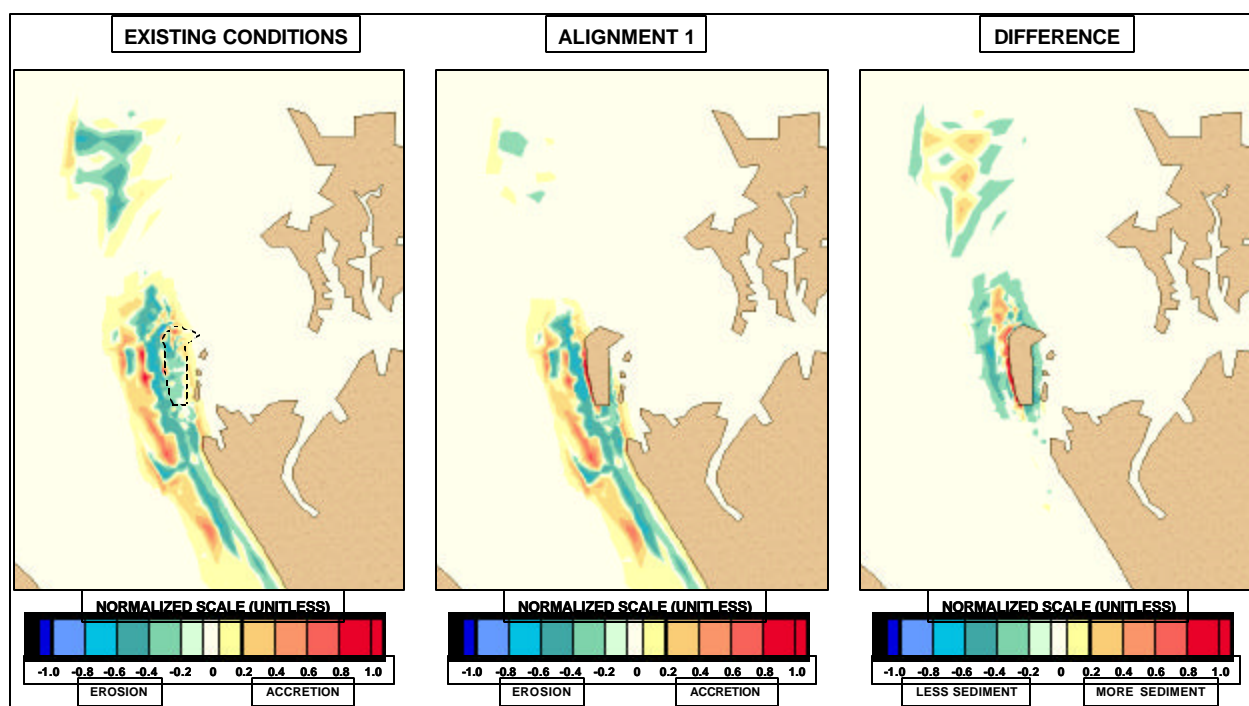 EXISTING CONDITIONS
ALIGNMENT 1
DIFFERENCE
NORMALIZED SCALE (UNITLESS)
-1.0 -0.8 -0.6 -0.4 -0.2 0 0.2 0.4 0.6 0.8 1.0
EROSION ACCRETION
NORMALIZED SCALE (UNITLESS)
-1.0 -0.8 -0.6 -0.4 -0.2 0 0.2 0.4 0.6 0.8 1.0
EROSION ACCRETION
NORMALIZED SCALE (UNITLESS)
-1.0 -0.8 -0.6 -0.4 -0.2 0 0.2 0.4 0.6 0.8 1.0
LESS SEDIMENT MORE SEDIMENT